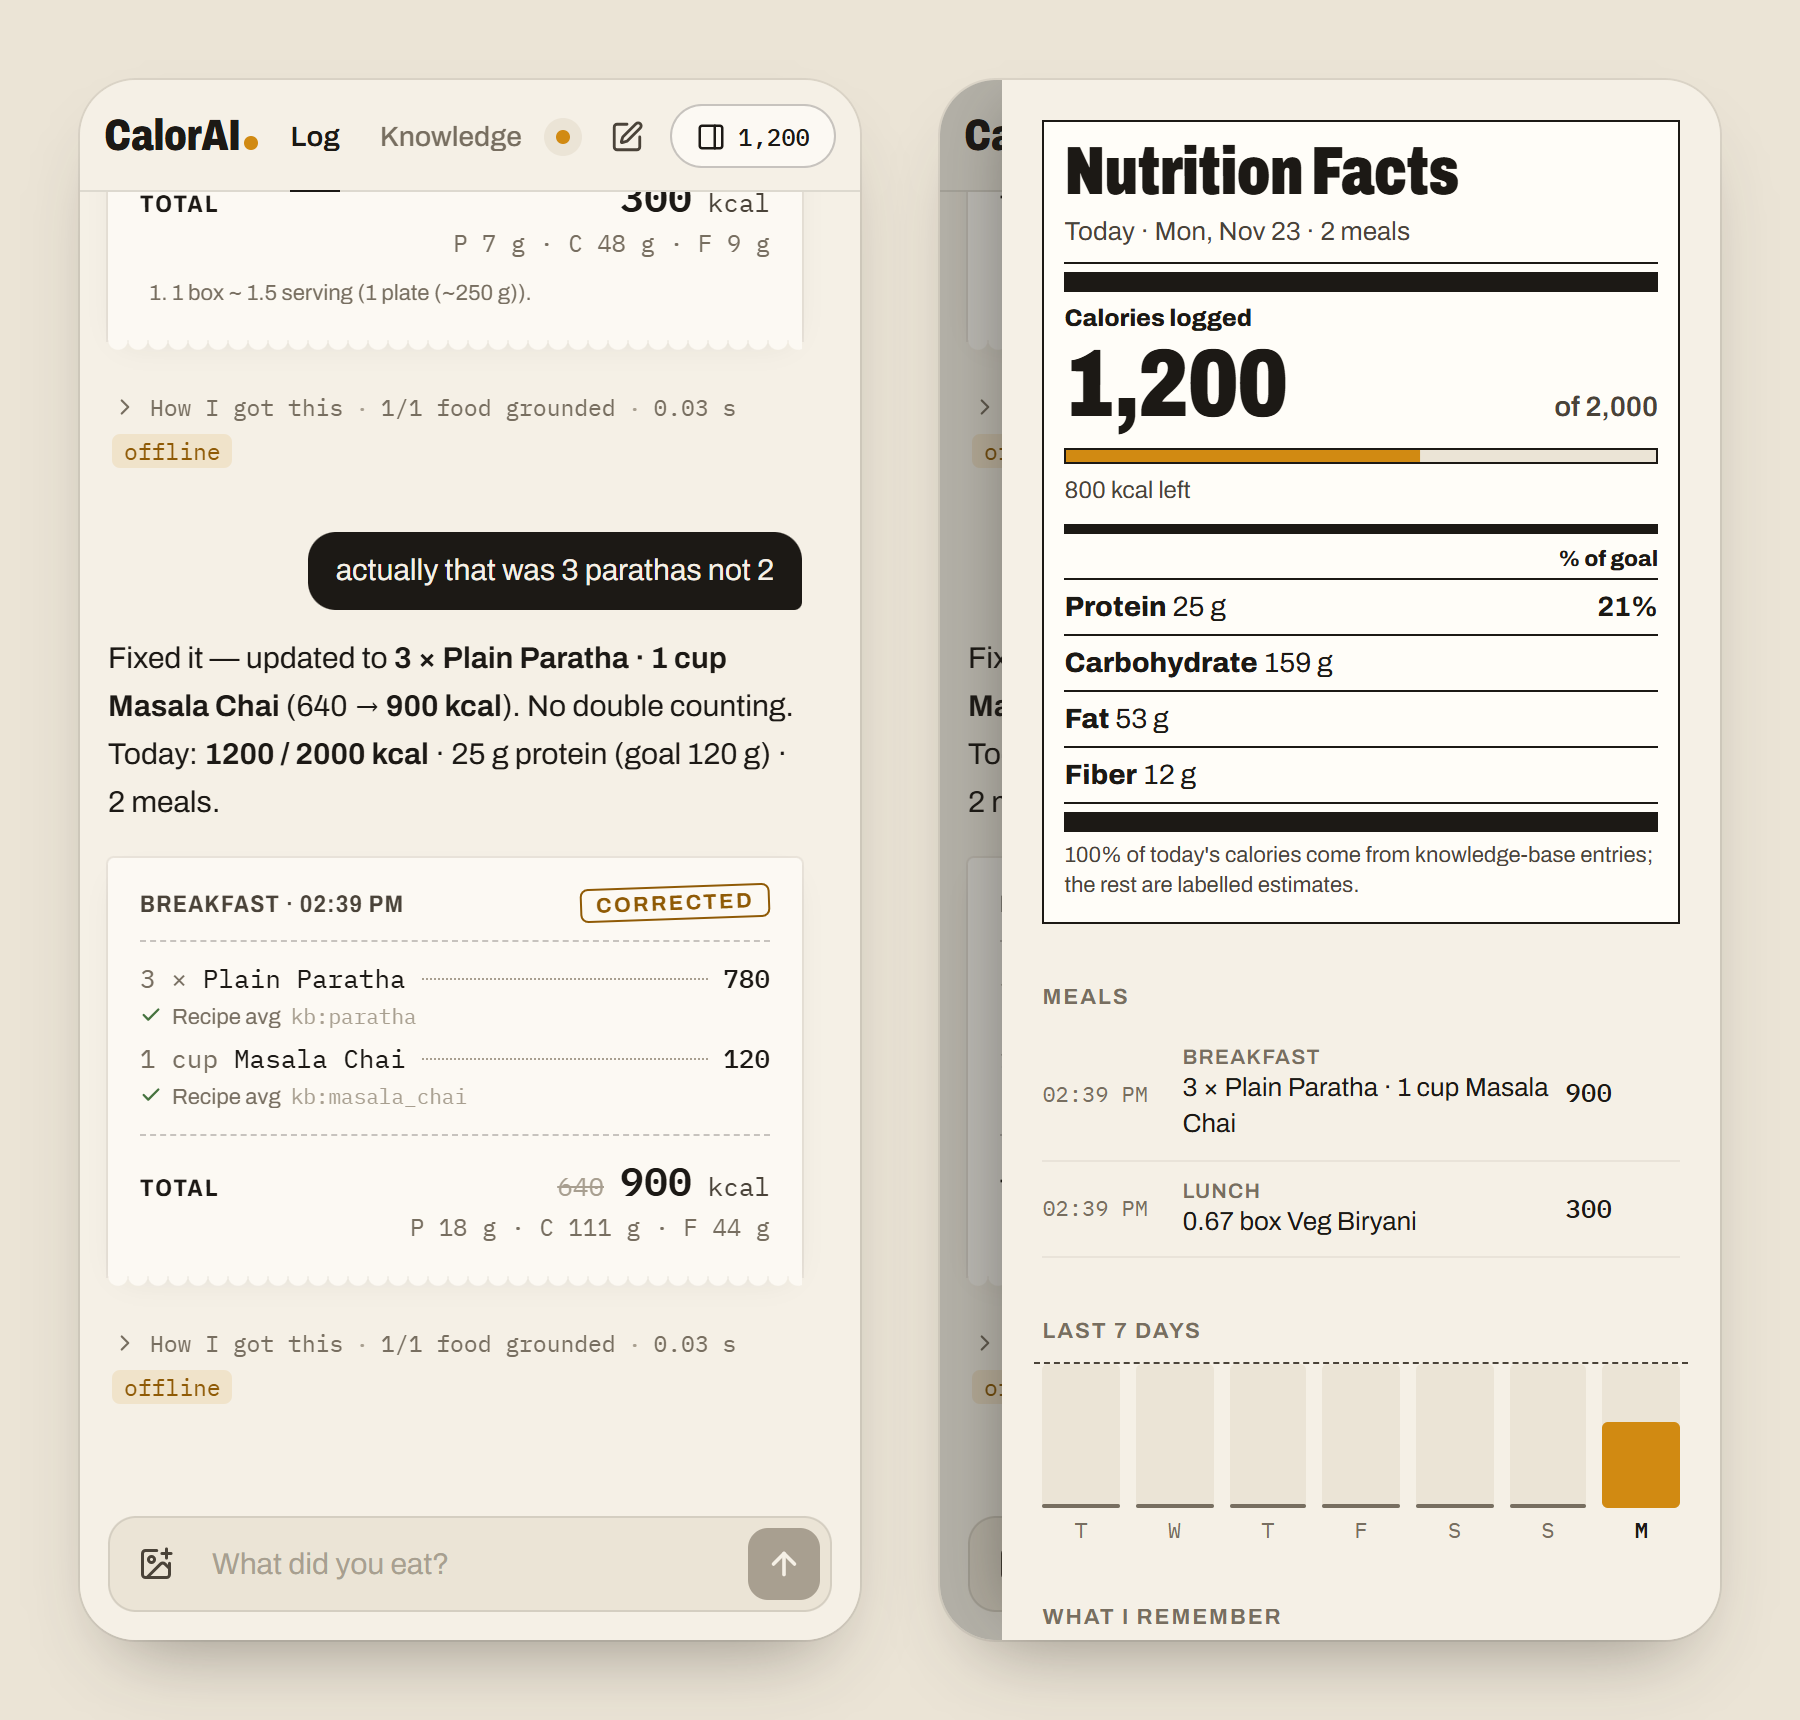 CalorAI.
Log
Knowledge
1,200
TOTAL
300 kcal
P 7 g · C 48 g · F 9 g
1. 1 box ~ 1.5 serving (1 plate (~250 g)).
How I got this · 1/1 food grounded · 0.03 s
offline
actually that was 3 parathas not 2
Fixed it — updated to 3 × Plain Paratha · 1 cup
Masala Chai (640 → 900 kcal). No double counting.
Today: 1200 / 2000 kcal · 25 g protein (goal 120 g) ·
2 meals.
BREAKFAST · 02:39 PM
CORRECTED
3 × Plain Paratha 780
Recipe avg kb:paratha
1 cup Masala Chai 120
Recipe avg kb:masala_chai
TOTAL
640 900 kcal
P 18 g · C 111 g · F 44 g
How I got this · 1/1 food grounded · 0.03 s
offline
What did you eat?
Ca
Fix
Ma
To
2 m
Nutrition Facts
Today · Mon, Nov 23 · 2 meals
Calories logged
1,200
of 2,000
800 kcal left
% of goal
Protein 25 g 21%
Carbohydrate 159 g
Fat 53 g
Fiber 12 g
100% of today's calories come from knowledge-base entries;
the rest are labelled estimates.
MEALS
BREAKFAST
02:39 PM
3 × Plain Paratha · 1 cup Masala
Chai
900
LUNCH
02:39 PM
0.67 box Veg Biryani
300
LAST 7 DAYS
T W T F S S M
WHAT I REMEMBER